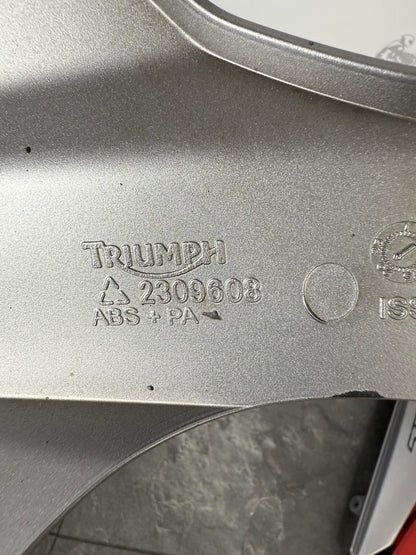 TRIUMPH
2309608
ABS + PA
ISS